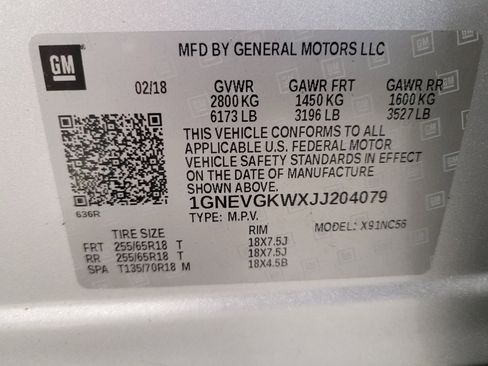 GM
MFD BY GENERAL MOTORS LLC
02/18 GVWR GAWR FRT GAWR RR
2800 KG 1450 KG 1600 KG
6173 LB 3196 LB 3527 LB
THIS VEHICLE CONFORMS TO ALL
APPLICABLE U.S. FEDERAL MOTOR
VEHICLE SAFETY STANDARDS IN EFFECT
ON THE DATE OF MANUFACTURE
SHOWN ABOVE.
636R
1GNEVGKWXJJ204079
TYPE: M.P.V. MODEL: X91NC56
TIRE SIZE RIM
FRT 255/65R18 T 18X7.5J
RR 255/65R18 T 18X7.5J
SPA T135/70R18 M 18X4.5B